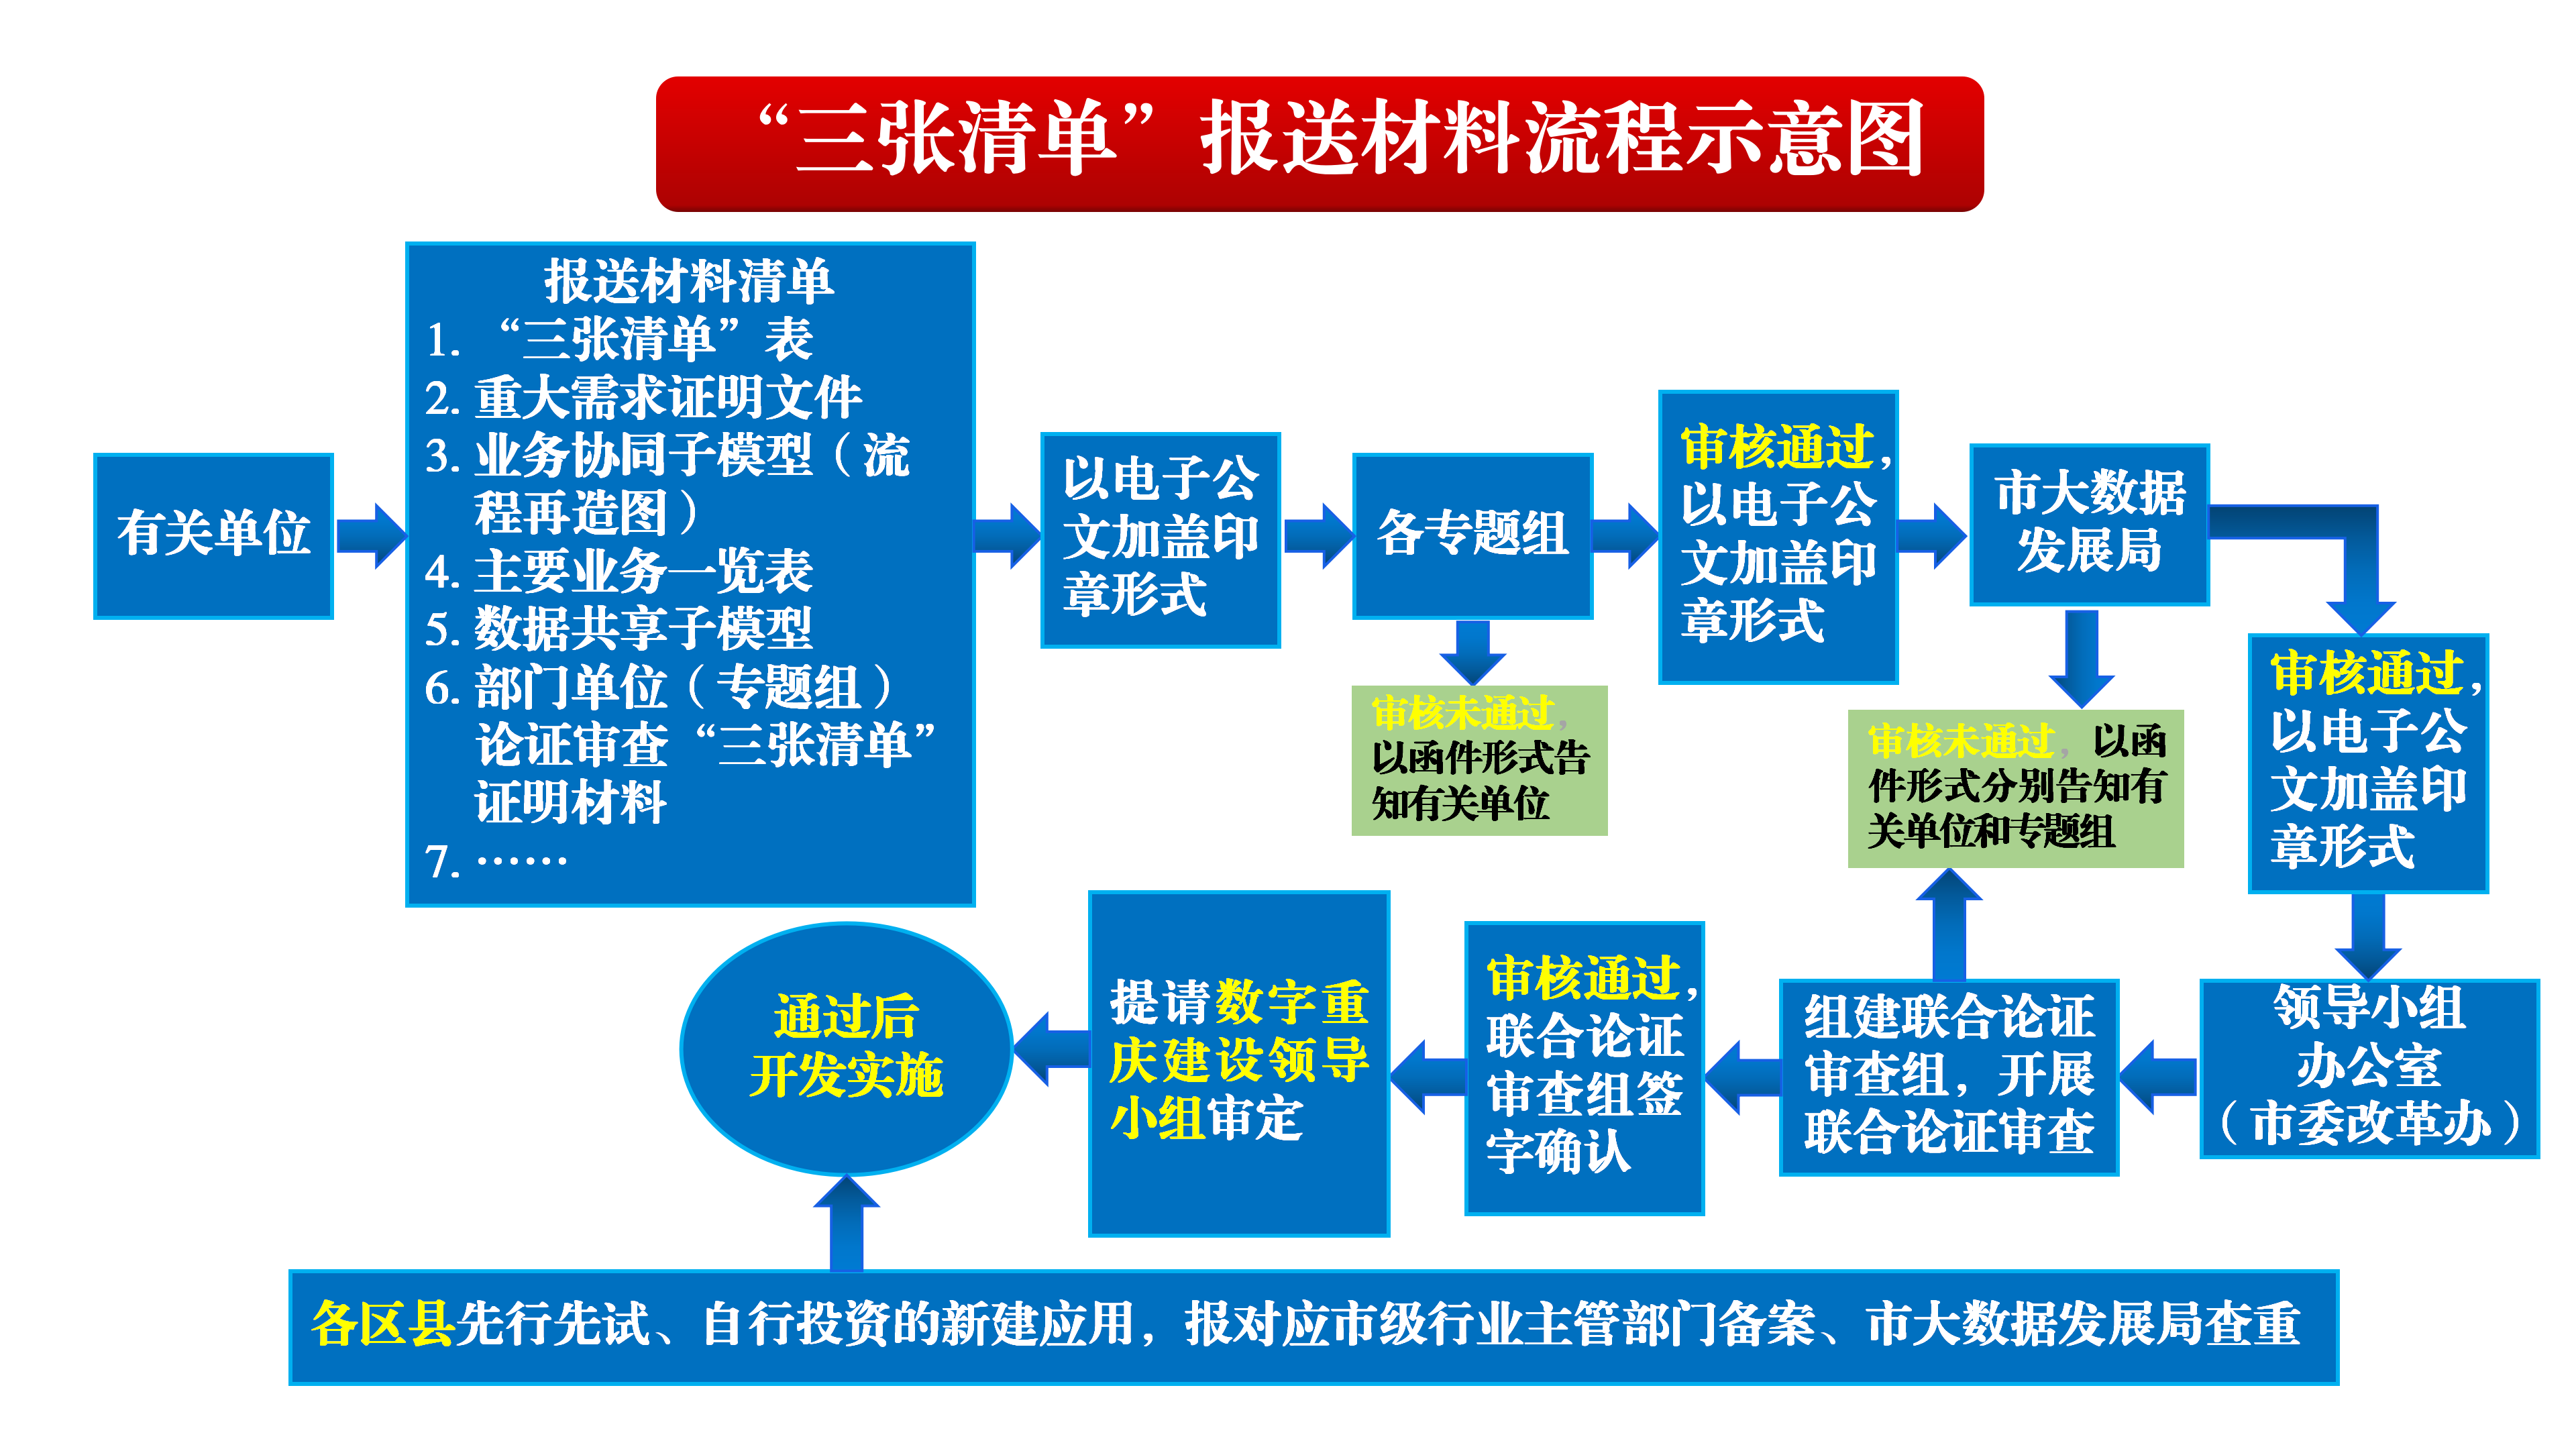 “三张清单”报送材料流程示意图
有关单位
报送材料清单
1. “三张清单”表
2. 重大需求证明文件
3. 业务协同子模型（流
程再造图）
4. 主要业务一览表
5. 数据共享子模型
6. 部门单位（专题组）
论证审查“三张清单”
证明材料
7. ……
以电子公
文加盖印
章形式
各专题组
审核未通过，
以函件形式告
知有关单位
审核通过，
以电子公
文加盖印
章形式
市大数据
发展局
审核未通过，以函
件形式分别告知有
关单位和专题组
审核通过，
以电子公
文加盖印
章形式
领导小组
办公室
（市委改革办）
组建联合论证
审查组，开展
联合论证审查
审核通过，
联合论证
审查组签
字确认
提请数字重
庆建设领导
小组审定
通过后
开发实施
各区县先行先试、自行投资的新建应用，报对应市级行业主管部门备案、市大数据发展局查重